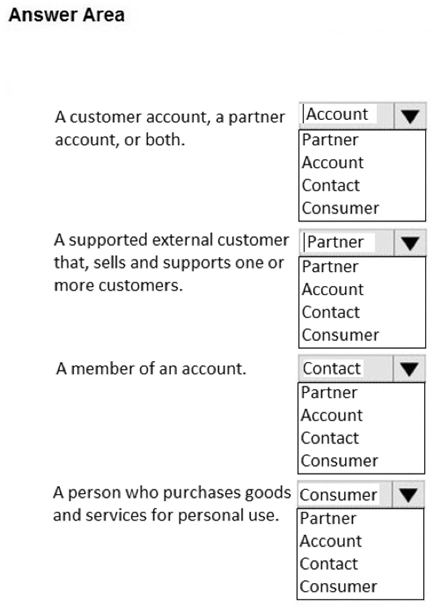 Answer Area
A customer account, a partner
account, or both.
Account
Partner
Account
Contact
Consumer
A supported external customer
that, sells and supports one or
more customers.
Partner
Partner
Account
Contact
Consumer
A member of an account.
Contact
Partner
Account
Contact
Consumer
A person who purchases goods
and services for personal use.
Consumer
Partner
Account
Contact
Consumer